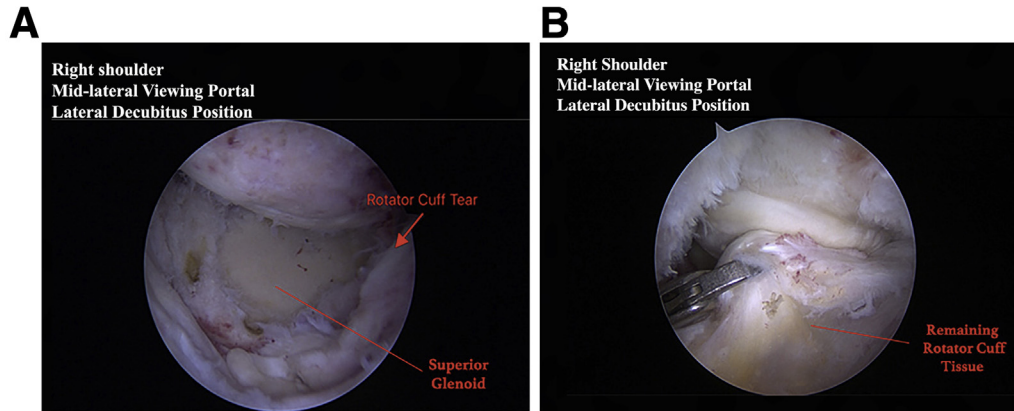 A
Right shoulder
Mid-lateral Viewing Portal
Lateral Decubitus Position
Rotator Cuff Tear
Superior
Glenoid
B
Right Shoulder
Mid-lateral Viewing Portal
Lateral Decubitus Position
Remaining
Rotator Cuff
Tissue